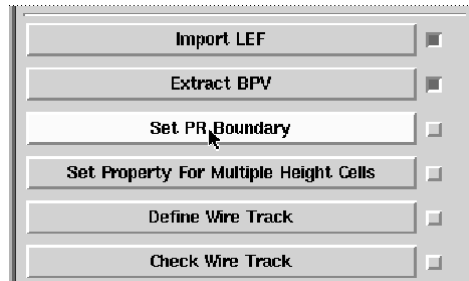 Import LEF
Extract BPV
Set PR Boundary
Set Property For Multiple Height Cells
Define Wire Track
Check Wire Track